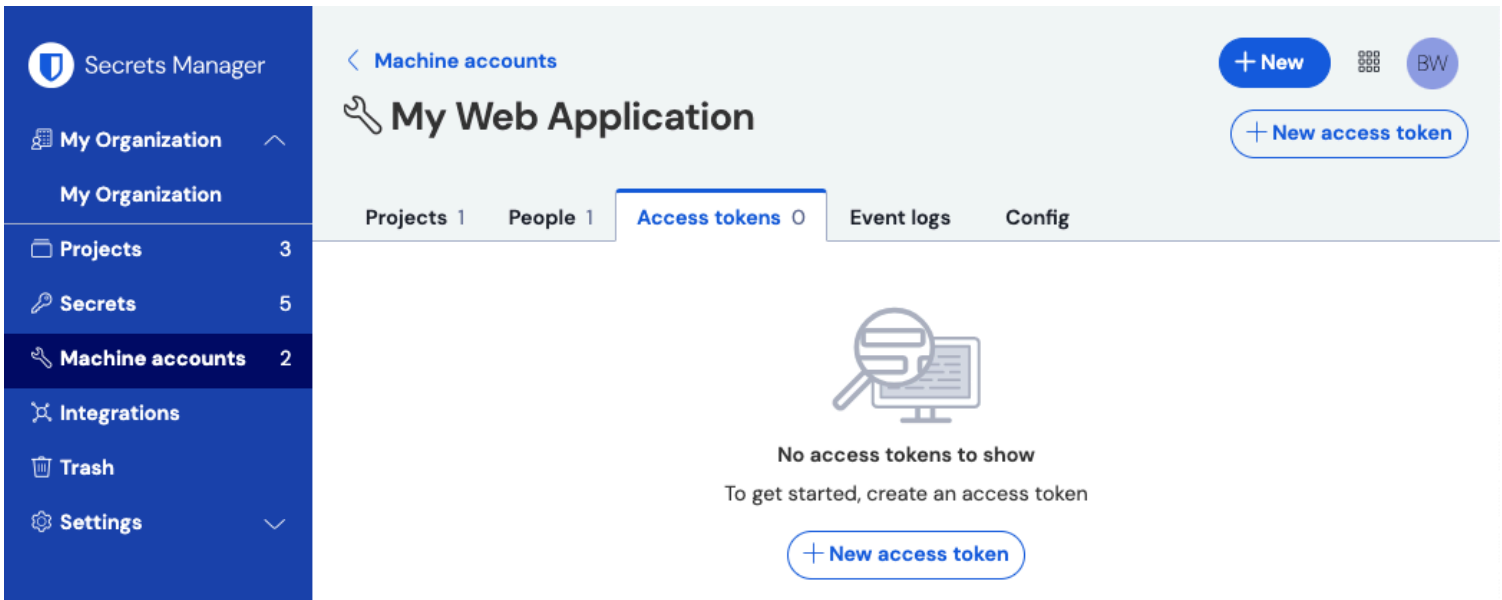 Secrets Manager
My Organization
My Organization
Projects 3
Secrets 5
Machine accounts 2
Integrations
Trash
Settings
Machine accounts
+ New
BW
My Web Application
+ New access token
Projects 1
People 1
Access tokens 0
Event logs
Config
No access tokens to show
To get started, create an access token
+ New access token